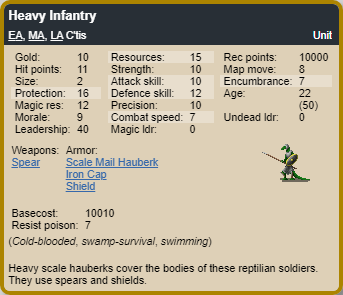 Heavy Infantry
EA, MA, LA C'tis Unit
Gold: 10 Resources: 15 Rec points: 10000
Hit points: 11 Strength: 10 Map move: 8
Size: 2 Attack skill: 10 Encumbrance: 7
Protection: 16 Defence skill: 12 Age: 22
Magic res: 12 Precision: 10 (50)
Morale: 9 Combat speed: 7 Undead ldr: 0
Leadership: 40 Magic ldr: 0
Weapons: Armor:
Spear Scale Mail Hauberk
Iron Cap
Shield
Basecost: 10010
Resist poison: 7
(Cold-blooded, swamp-survival, swimming)
Heavy scale hauberks cover the bodies of these reptilian soldiers.
They use spears and shields.